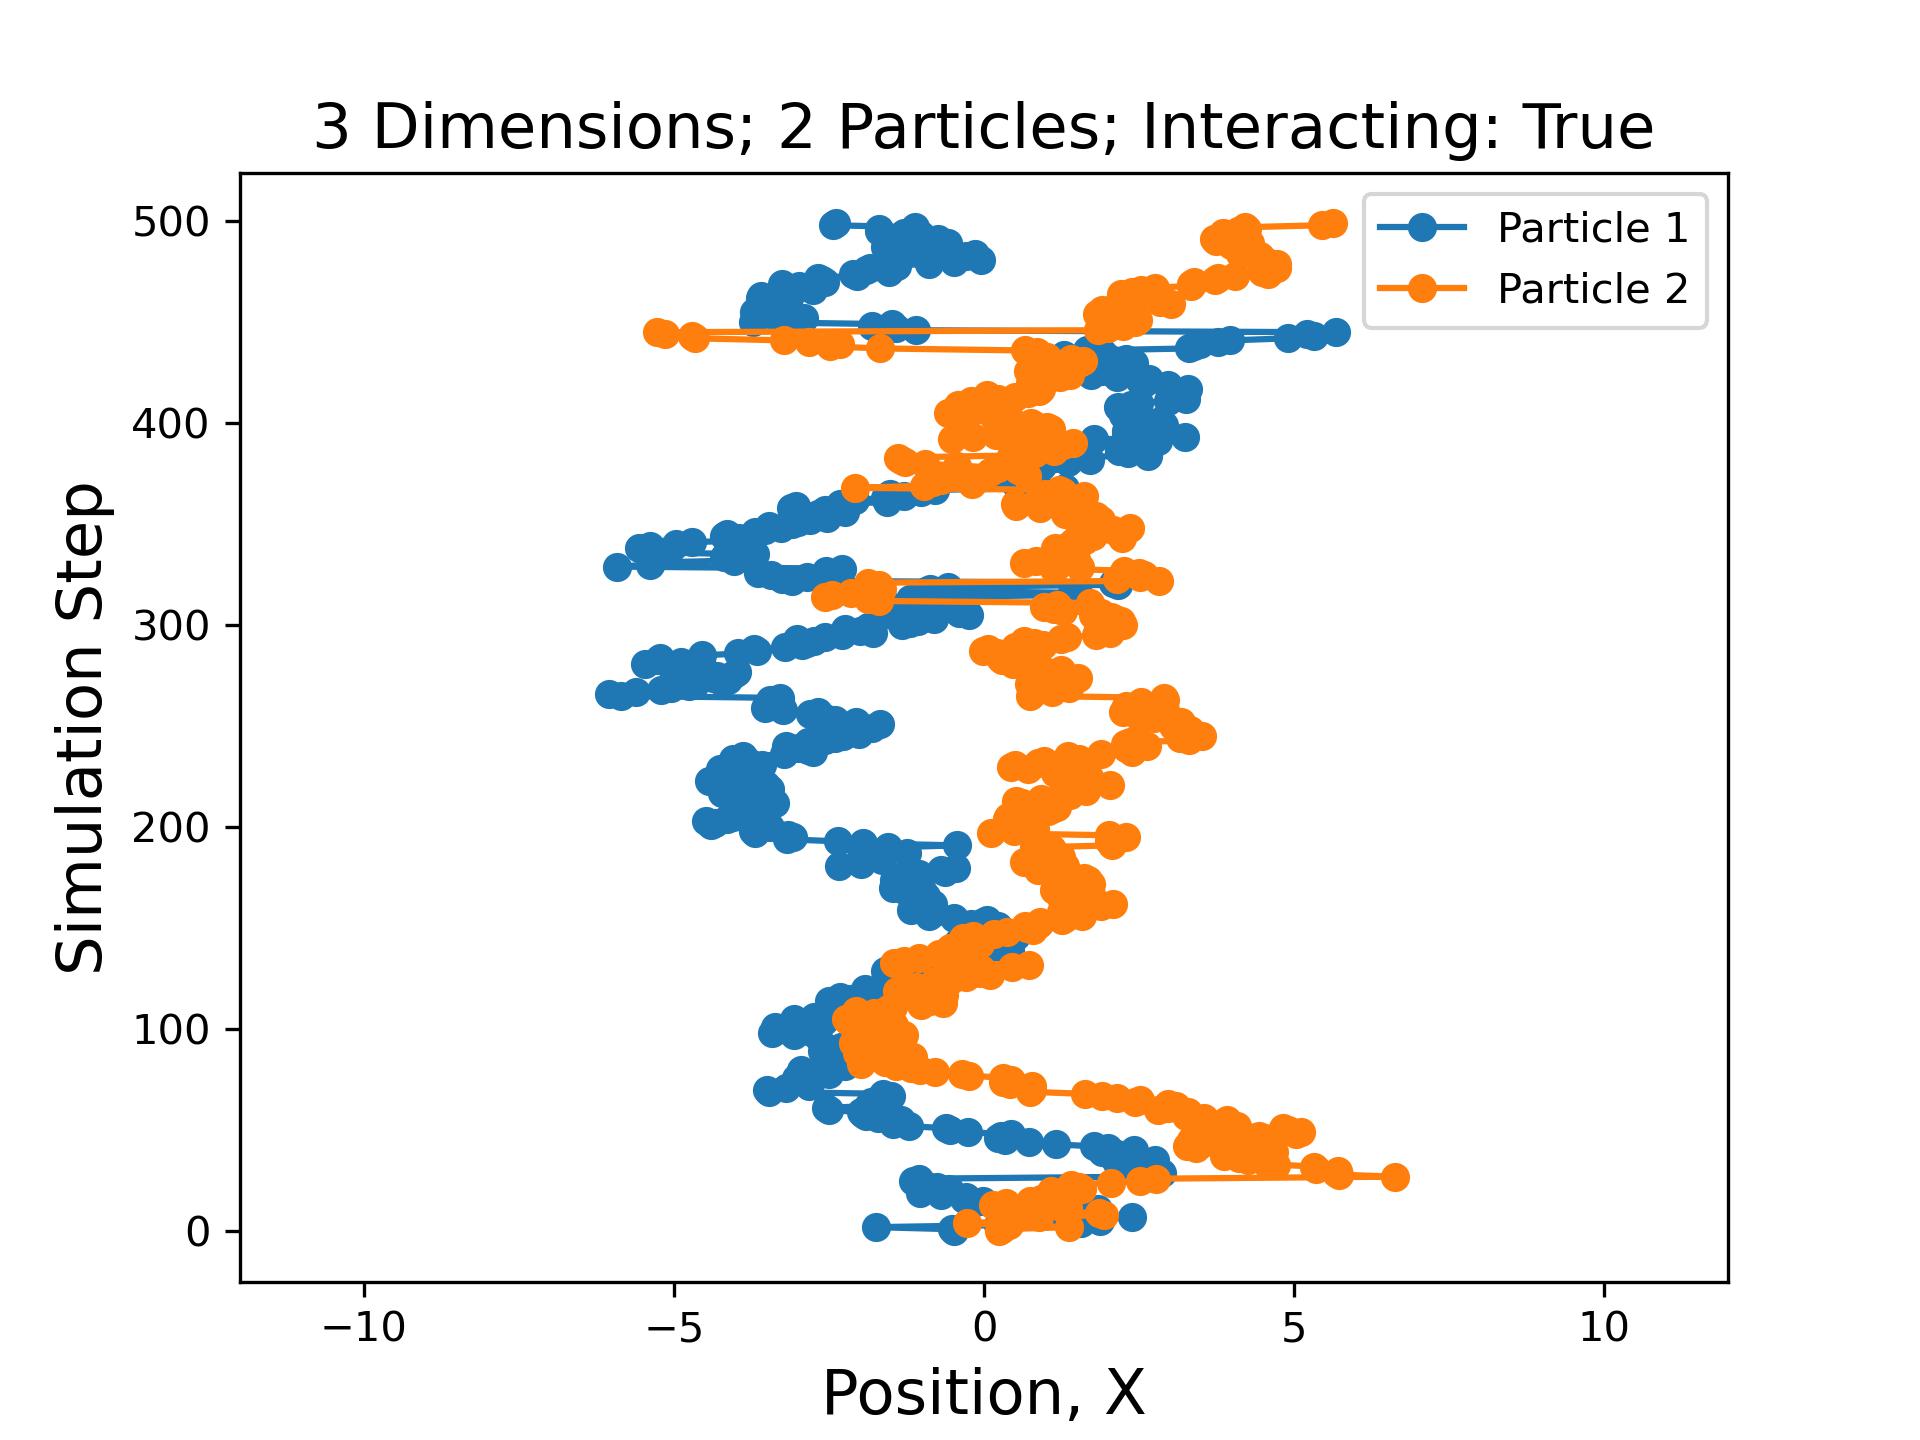 3 Dimensions; 2 Particles; Interacting: True
Particle 1
Particle 2
500
400
300
200
100
0
Simulation Step
−10
−5
0
5
10
Position, X